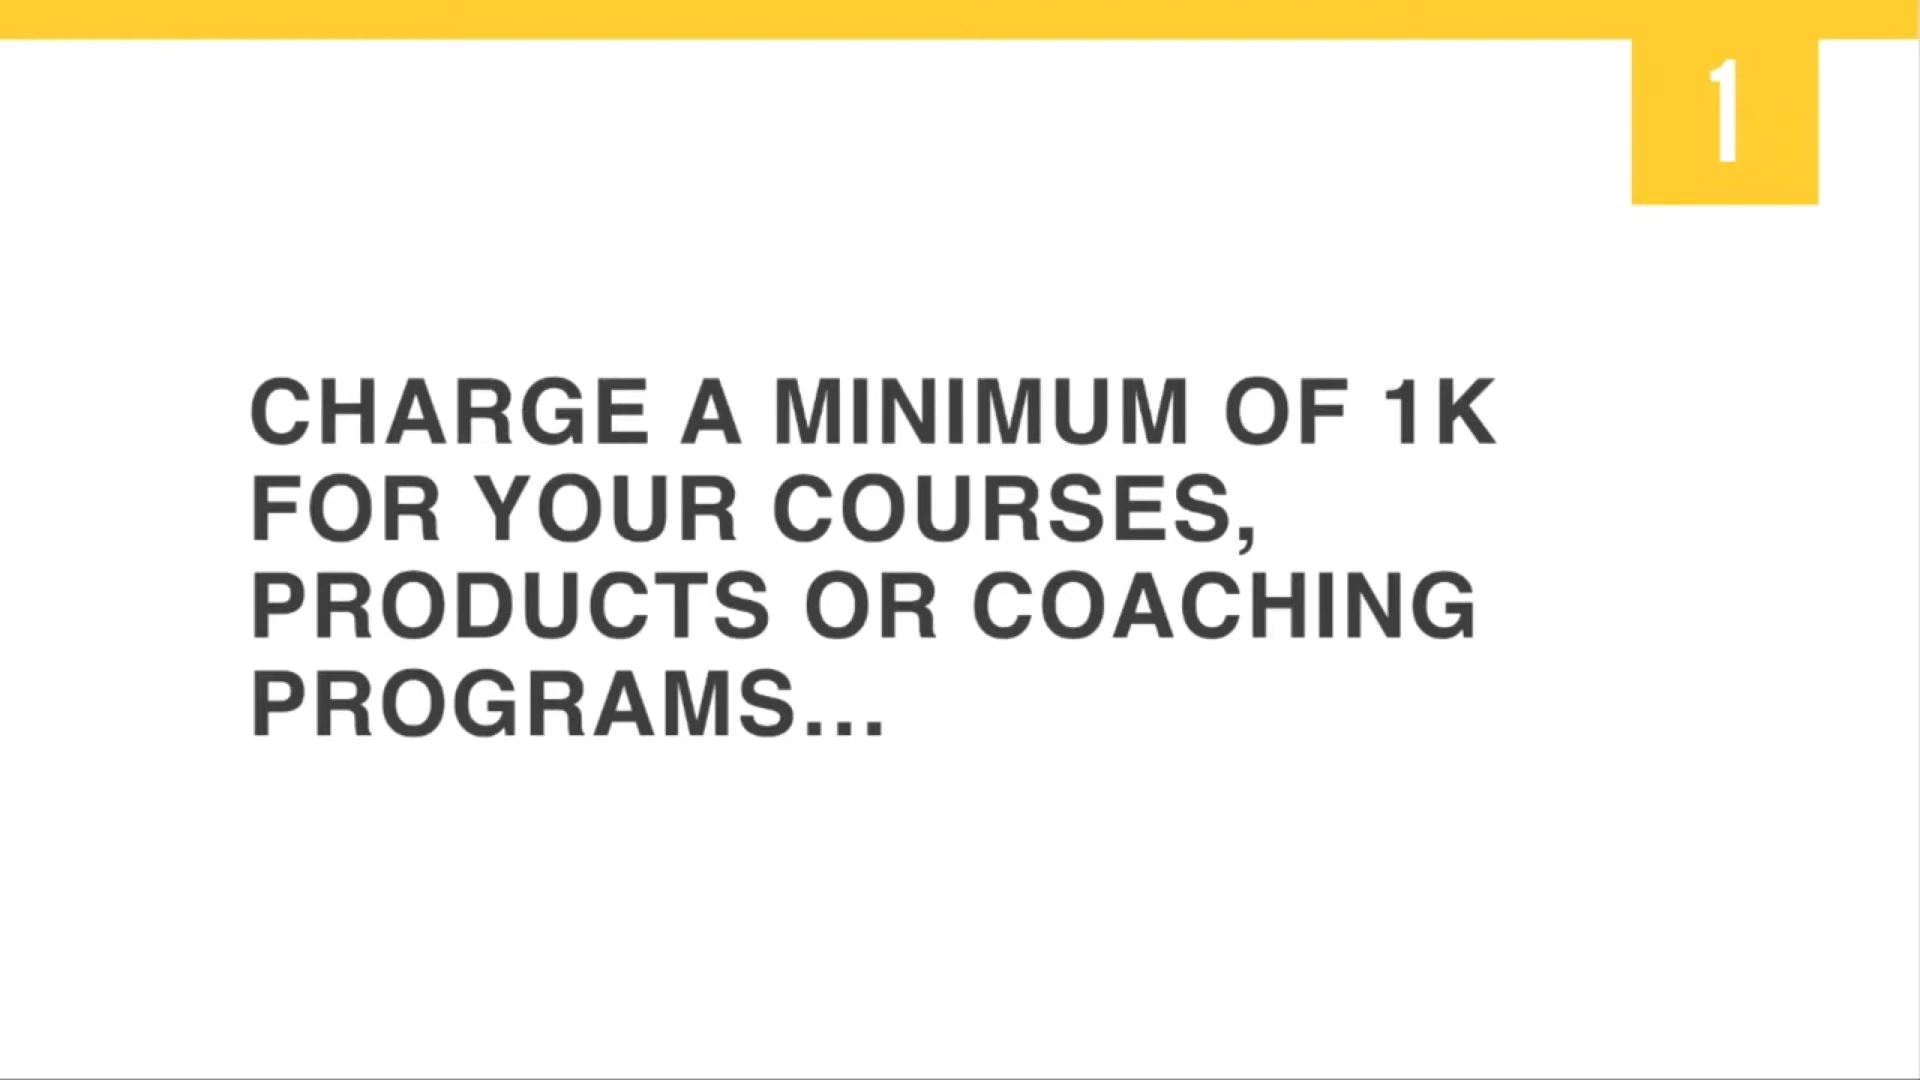 1
CHARGE A MINIMUM OF 1K
FOR YOUR COURSES,
PRODUCTS OR COACHING
PROGRAMS...